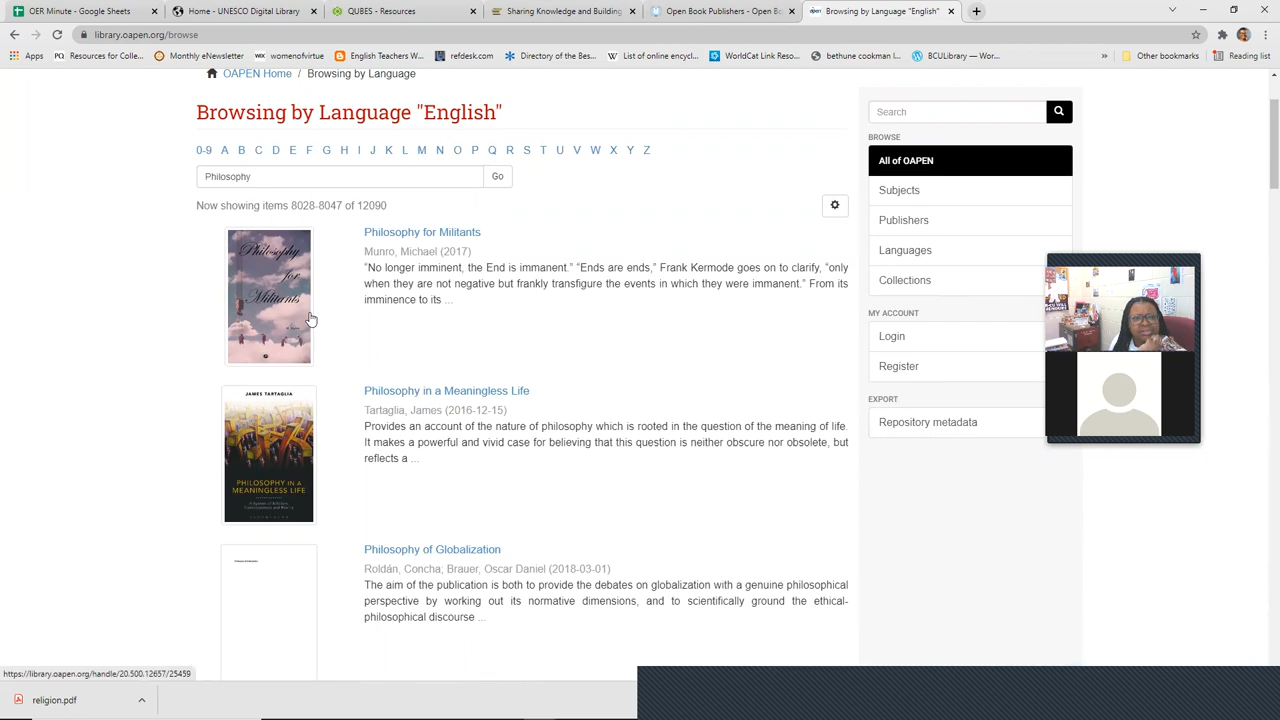 OER Minute - Google Sheets
Home - UNESCO Digital Library
QUBES - Resources
Sharing Knowledge and Building
Open Book Publishers - Open Bo
Browsing by Language "English"
library.oapen.org/browse
Apps
Resources for Colle...
Monthly eNewsletter
womenofvirtue
English Teachers W...
refdesk.com
Directory of the Bes...
List of online encycl...
WorldCat Link Reso...
bethune cookman l...
BCULibrary — Wor...
»
Other bookmarks
Reading list
OAPEN Home / Browsing by Language
Browsing by Language "English"
0-9 A B C D E F G H I J K L M N O P Q R S T U V W X Y Z
Philosophy
Go
Now showing items 8028-8047 of 12090
Philosophy
for
Militants
Philosophy for Militants
Munro, Michael (2017)
"No longer imminent, the End is immanent." "Ends are ends," Frank Kermode goes on to clarify, "only
when they are not negative but frankly transfigure the events in which they were immanent." From its
imminence to its ...
JAMES TARTAGLIA
PHILOSOPHY IN A
MEANINGLESS LIFE
Philosophy in a Meaningless Life
Tartaglia, James (2016-12-15)
Provides an account of the nature of philosophy which is rooted in the question of the meaning of life.
It makes a powerful and vivid case for believing that this question is neither obscure nor obsolete, but
reflects a ...
Philosophy of Globalization
Roldán, Concha; Brauer, Oscar Daniel (2018-03-01)
The aim of the publication is both to provide the debates on globalization with a genuine philosophical
perspective by working out its normative dimensions, and to scientifically ground the ethical-
philosophical discourse ...
Search
BROWSE
All of OAPEN
Subjects
Publishers
Languages
Collections
MY ACCOUNT
Login
Register
EXPORT
Repository metadata
https://library.oapen.org/handle/20.500.12657/25459
religion.pdf